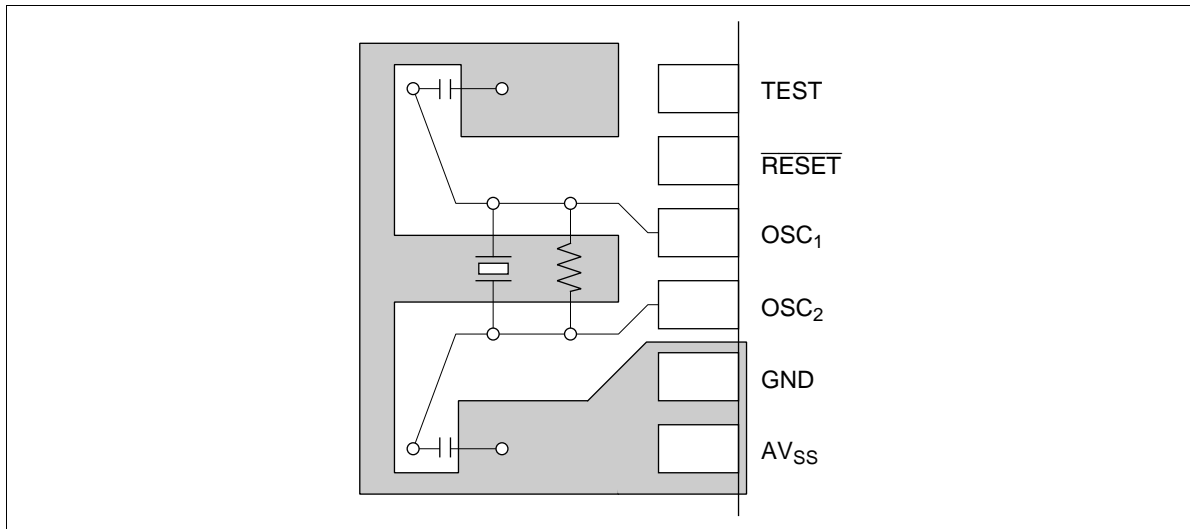 TEST
RESET
OSC1
OSC2
GND
AVSS